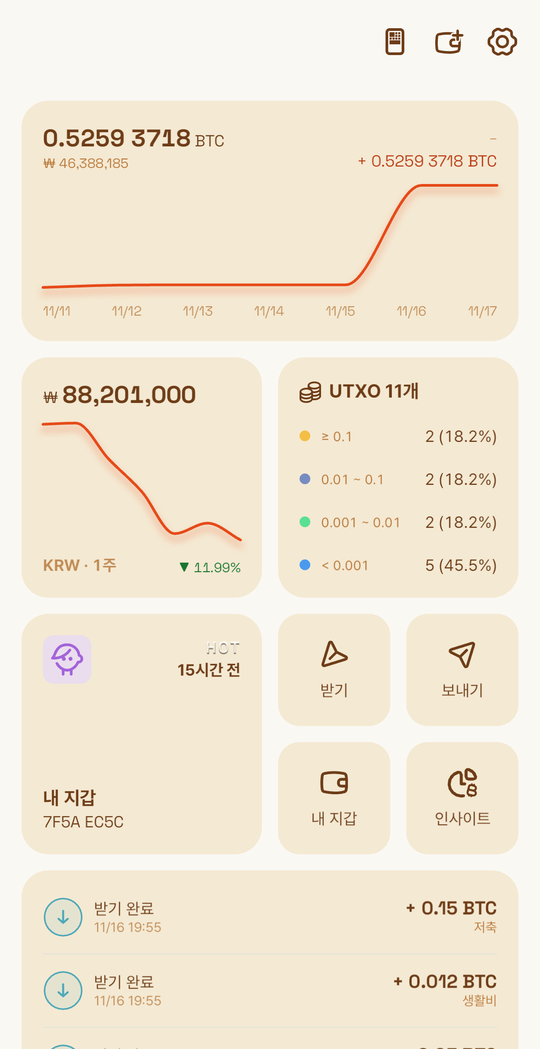 0.5259 3718 BTC
–
₩ 46,388,185
+ 0.5259 3718 BTC
11/11 11/12 11/13 11/14 11/15 11/16 11/17
₩ 88,201,000
KRW · 1주
▼ 11.99%
UTXO 11개
≥ 0.1 2 (18.2%)
0.01 ~ 0.1 2 (18.2%)
0.001 ~ 0.01 2 (18.2%)
< 0.001 5 (45.5%)
HOT
15시간 전
내 지갑
7F5A EC5C
받기
보내기
내 지갑
인사이트
받기 완료 + 0.15 BTC
11/16 19:55 저축
받기 완료 + 0.012 BTC
11/16 19:55 생활비